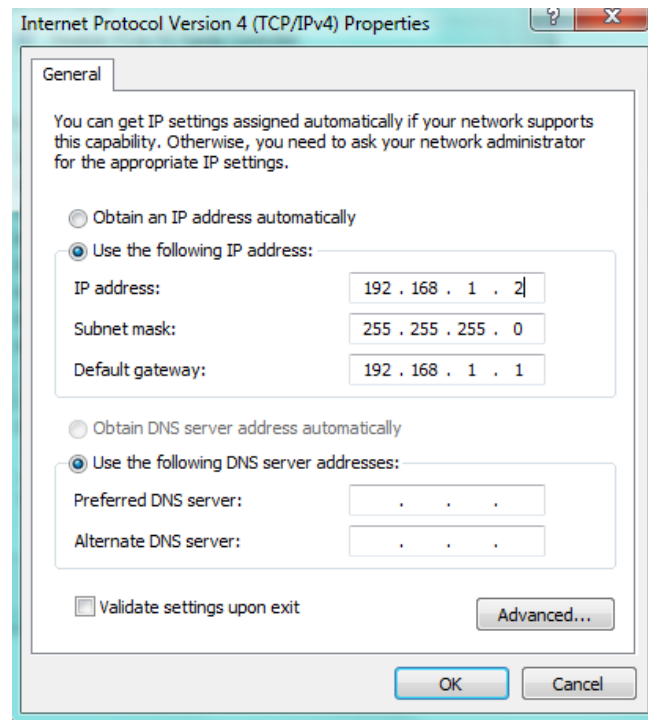 Internet Protocol Version 4 (TCP/IPv4) Properties
General
You can get IP settings assigned automatically if your network supports
this capability. Otherwise, you need to ask your network administrator
for the appropriate IP settings.
Obtain an IP address automatically
Use the following IP address:
IP address: 192 . 168 . 1 . 2
Subnet mask: 255 . 255 . 255 . 0
Default gateway: 192 . 168 . 1 . 1
Obtain DNS server address automatically
Use the following DNS server addresses:
Preferred DNS server: . . .
Alternate DNS server: . . .
Validate settings upon exit
Advanced...
OK Cancel